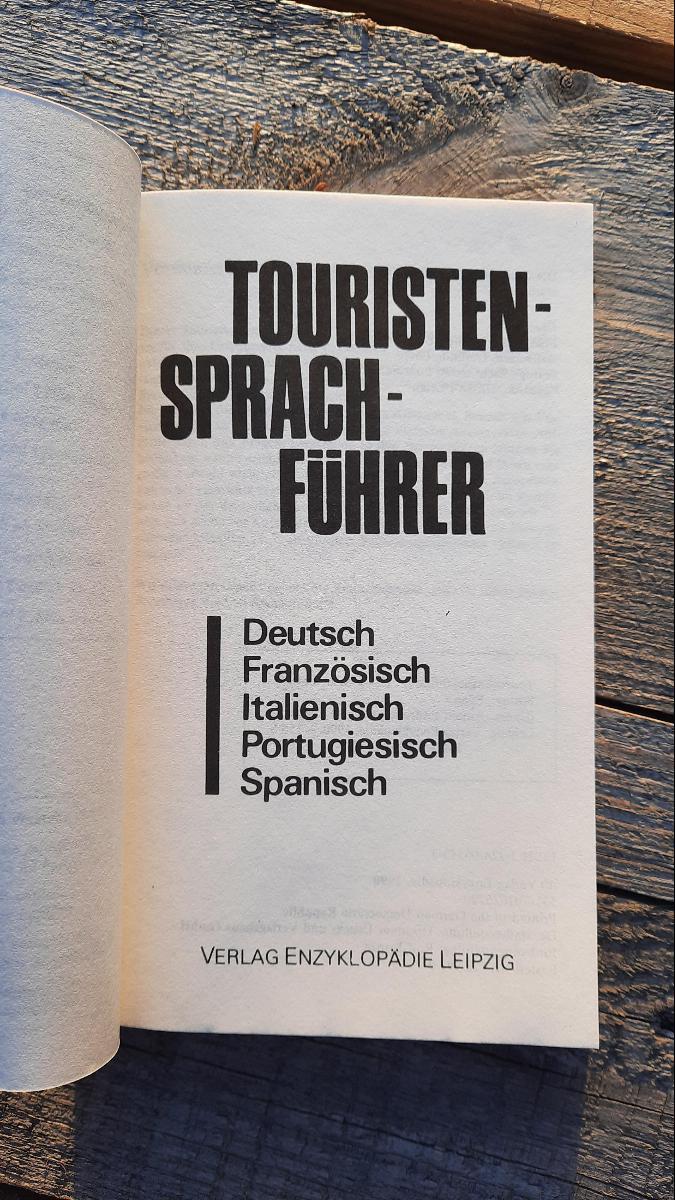 TOURISTEN-
SPRACH-
FÜHRER
Deutsch
Französisch
Italienisch
Portugiesisch
Spanisch
VERLAG ENZYKLOPÄDIE LEIPZIG